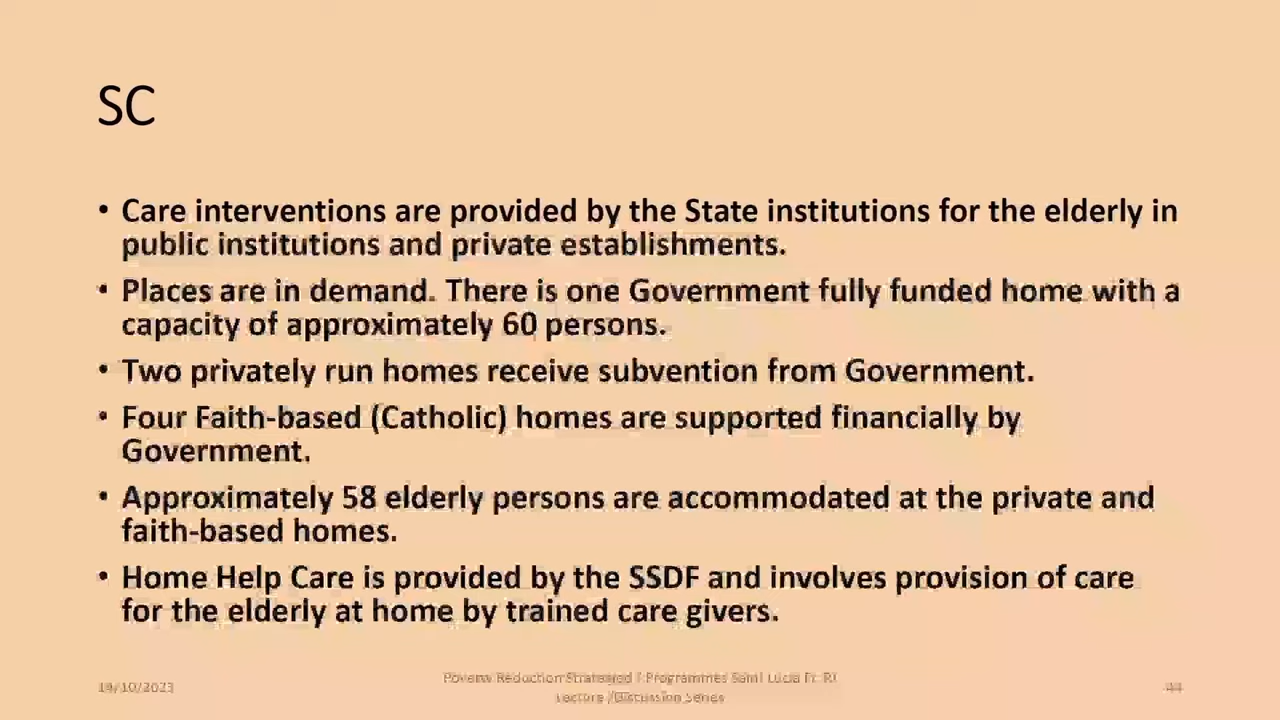 SC
• Care interventions are provided by the State institutions for the elderly in
public institutions and private establishments.
• Places are in demand. There is one Government fully funded home with a
capacity of approximately 60 persons.
• Two privately run homes receive subvention from Government.
• Four Faith-based (Catholic) homes are supported financially by
Government.
• Approximately 58 elderly persons are accommodated at the private and
faith-based homes.
• Home Help Care is provided by the SSDF and involves provision of care
for the elderly at home by trained care givers.
Reduction / Programmes Saint Lucia
Lecture /Discussion Series
/10/2023
44